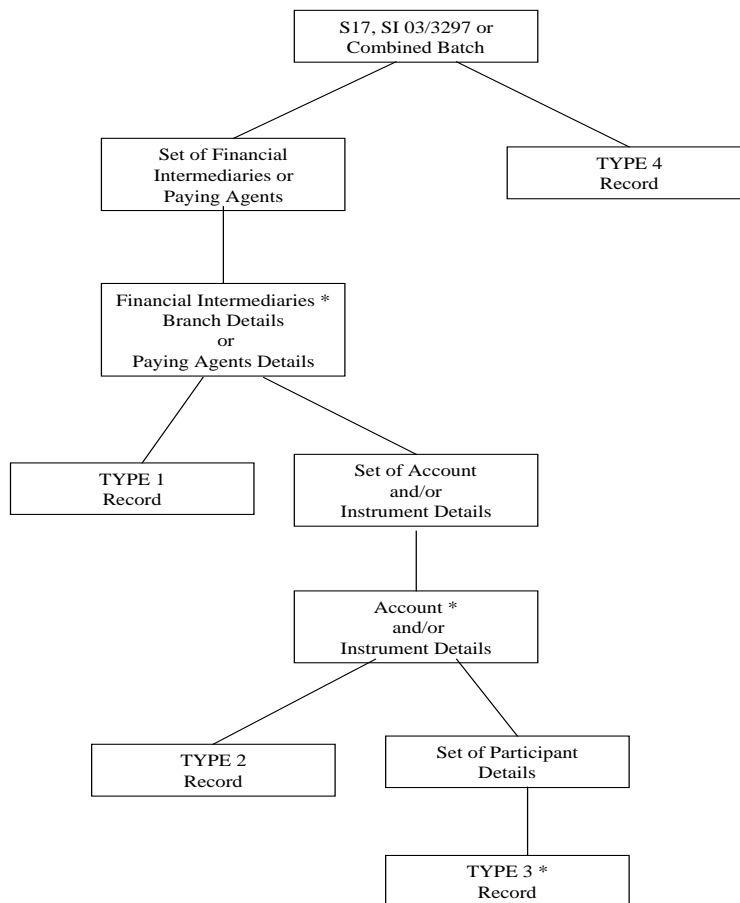 S17, SI 03/3297 or
Combined Batch
Set of Financial
Intermediaries or
Paying Agents
TYPE 4
Record
Financial Intermediaries *
Branch Details
or
Paying Agents Details
TYPE 1
Record
Set of Account
and/or
Instrument Details
Account *
and/or
Instrument Details
TYPE 2
Record
Set of Participant
Details
TYPE 3 *
Record